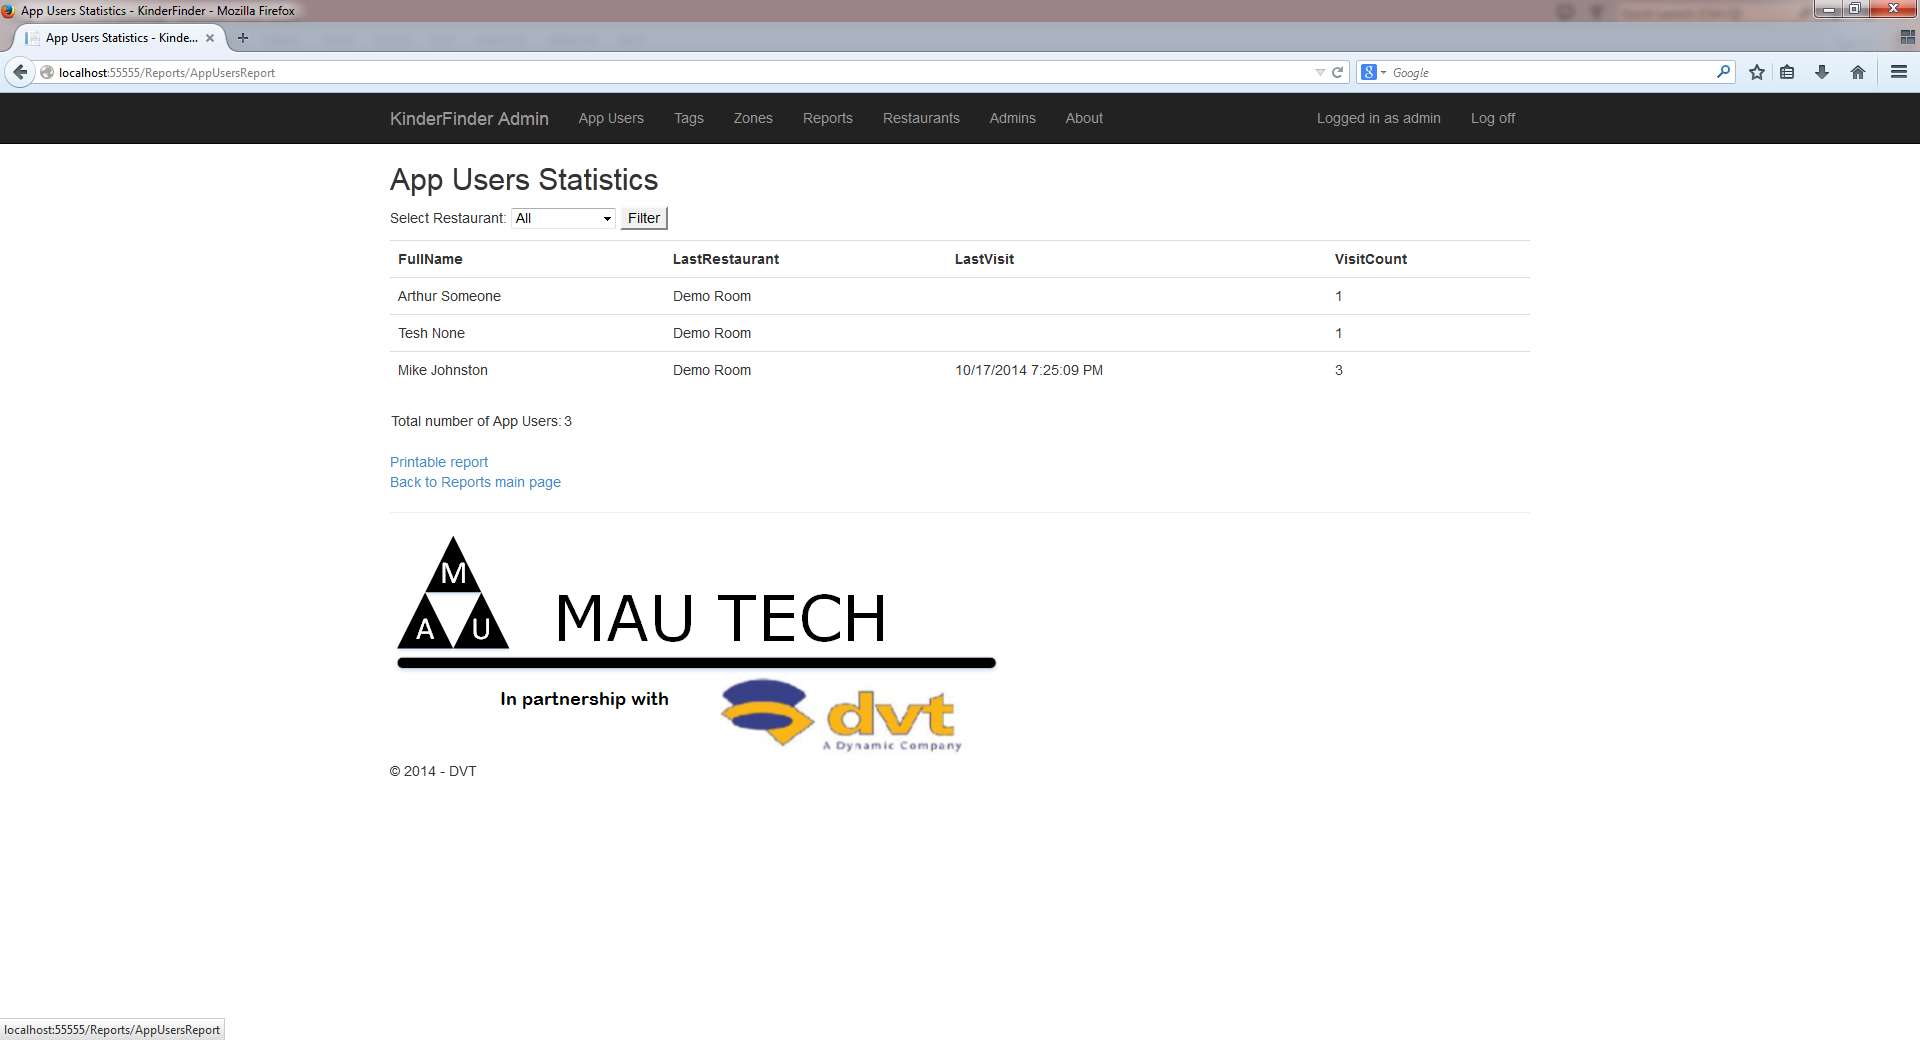 App Users Statistics - KinderFinder - Mozilla Firefox
App Users Statistics - Kinde...
localhost:55555/Reports/AppUsersReport
Google
KinderFinder Admin App Users Tags Zones Reports Restaurants Admins About Logged in as admin Log off
App Users Statistics
Select Restaurant: All Filter
FullName LastRestaurant LastVisit VisitCount
Arthur Someone Demo Room 1
Tesh None Demo Room 1
Mike Johnston Demo Room 10/17/2014 7:25:09 PM 3
Total number of App Users: 3
Printable report
Back to Reports main page
M
A U
MAU TECH
In partnership with
dvt
A Dynamic Company
© 2014 - DVT
localhost:55555/Reports/AppUsersReport